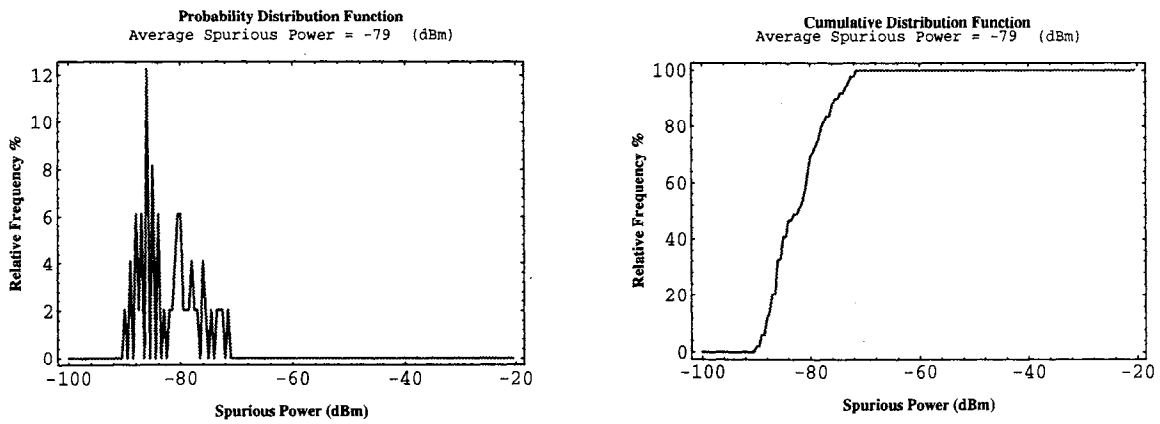 Probability Distribution Function
Average Spurious Power = -79 (dBm)
12
10
8
6
4
2
0
Relative Frequency %
-100
-80
-60
-40
-20
Spurious Power (dBm)
Cumulative Distribution Function
Average Spurious Power = -79 (dBm)
100
80
60
40
20
0
Relative Frequency %
-100
-80
-60
-40
-20
Spurious Power (dBm)